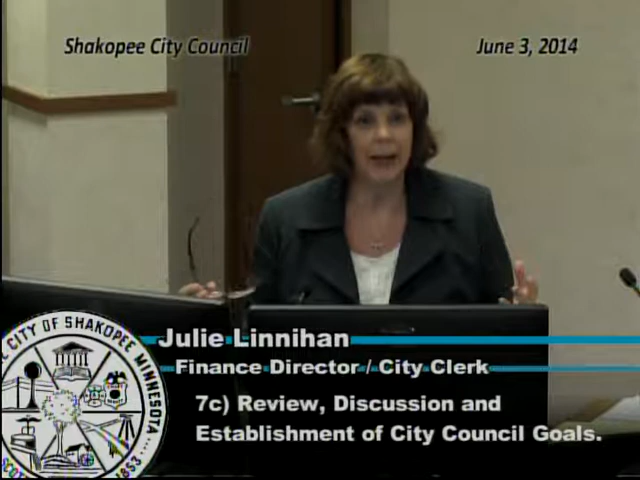 Shakopee City Council
June 3, 2014
CITY OF SHAKOPEE MINNESOTA
1853
Julie Linnihan
Finance Director / City Clerk
7c) Review, Discussion and
Establishment of City Council Goals.